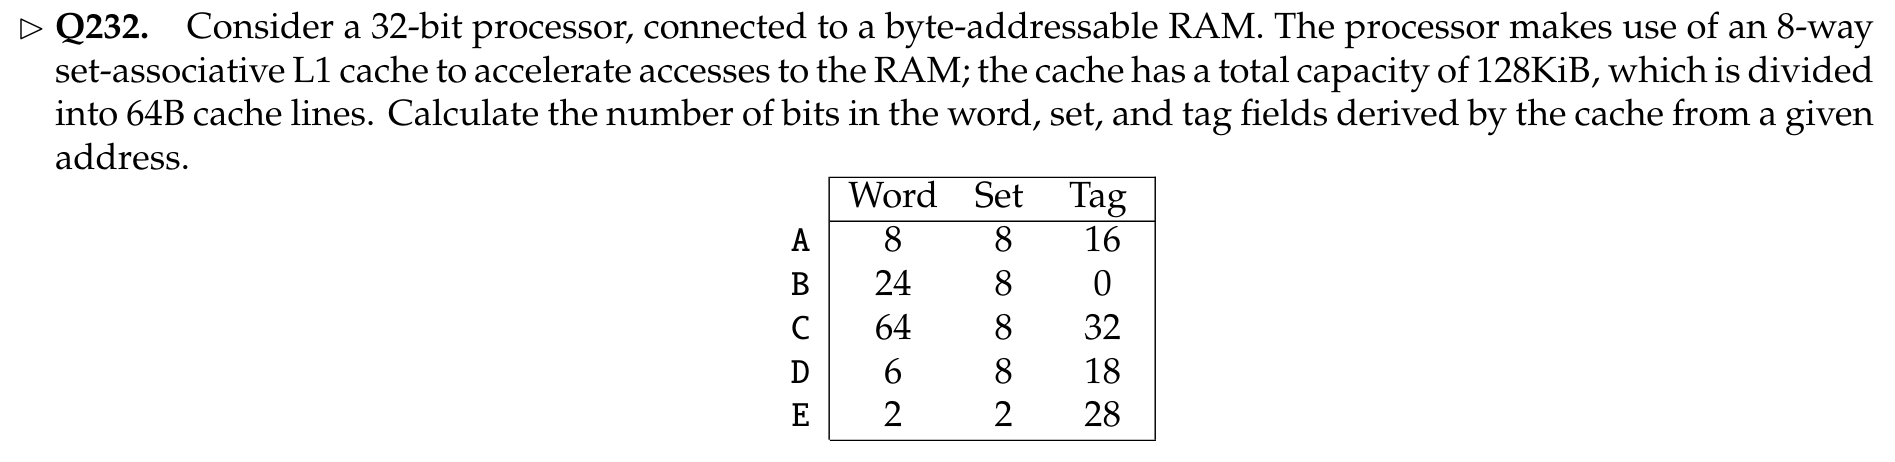 ▷ Q232. Consider a 32-bit processor, connected to a byte-addressable RAM. The processor makes use of an 8-way
set-associative L1 cache to accelerate accesses to the RAM; the cache has a total capacity of 128KiB, which is divided
into 64B cache lines. Calculate the number of bits in the word, set, and tag fields derived by the cache from a given
address.
Word Set Tag
A 8 8 16
B 24 8 0
C 64 8 32
D 6 8 18
E 2 2 28